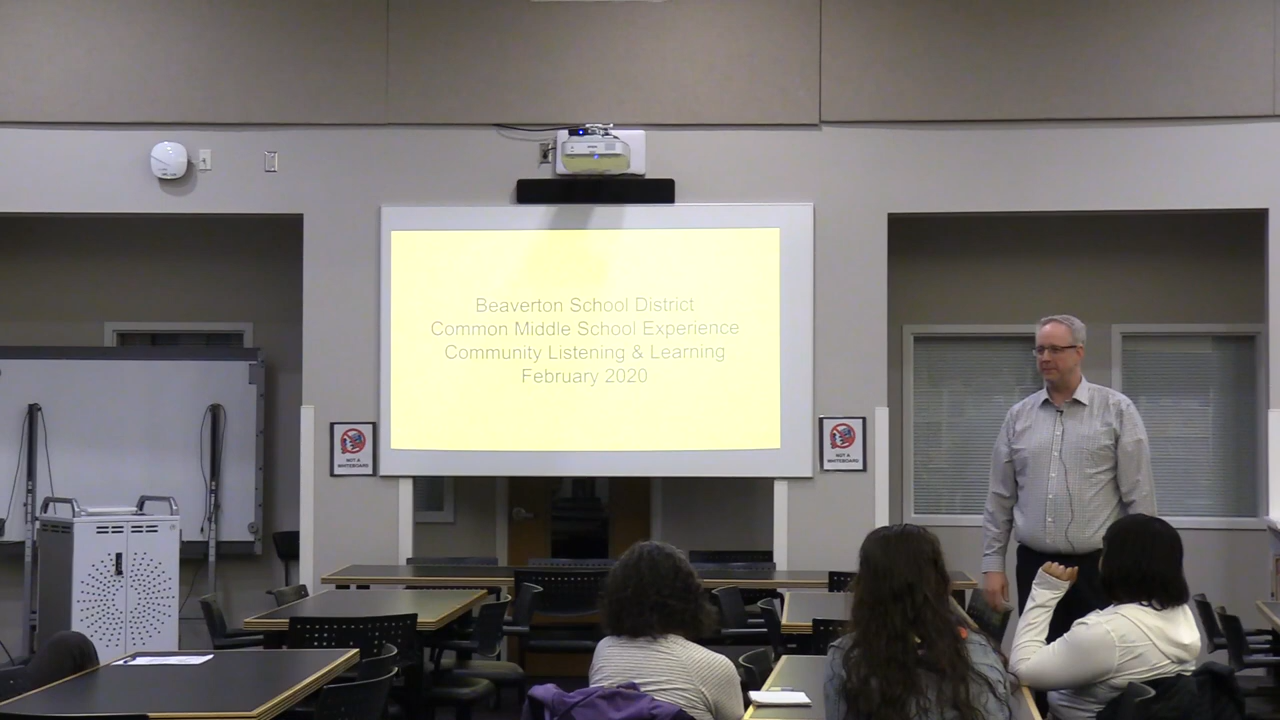 Beaverton School District
Common Middle School Experience
Community Listening & Learning
February 2020
NOT A
WHITEBOARD
NOT A
WHITEBOARD